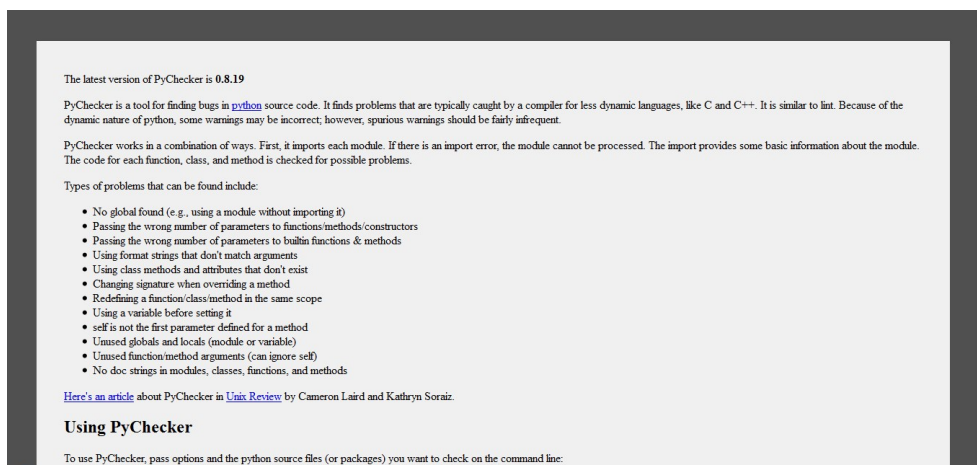 The latest version of PyChecker is 0.8.19
PyChecker is a tool for finding bugs in python source code. It finds problems that are typically caught by a compiler for less dynamic languages, like C and C++. It is similar to lint. Because of the
dynamic nature of python, some warnings may be incorrect; however, spurious warnings should be fairly infrequent.
PyChecker works in a combination of ways. First, it imports each module. If there is an import error, the module cannot be processed. The import provides some basic information about the module.
The code for each function, class, and method is checked for possible problems.
Types of problems that can be found include:
• No global found (e.g., using a module without importing it)
• Passing the wrong number of parameters to functions/methods/constructors
• Passing the wrong number of parameters to builtin functions & methods
• Using format strings that don't match arguments
• Using class methods and attributes that don't exist
• Changing signature when overriding a method
• Redefining a function/class/method in the same scope
• Using a variable before setting it
• self is not the first parameter defined for a method
• Unused globals and locals (module or variable)
• Unused function/method arguments (can ignore self)
• No doc strings in modules, classes, functions, and methods
Here's an article about PyChecker in Unix Review by Cameron Laird and Kathryn Soraiz.
Using PyChecker
To use PyChecker, pass options and the python source files (or packages) you want to check on the command line: